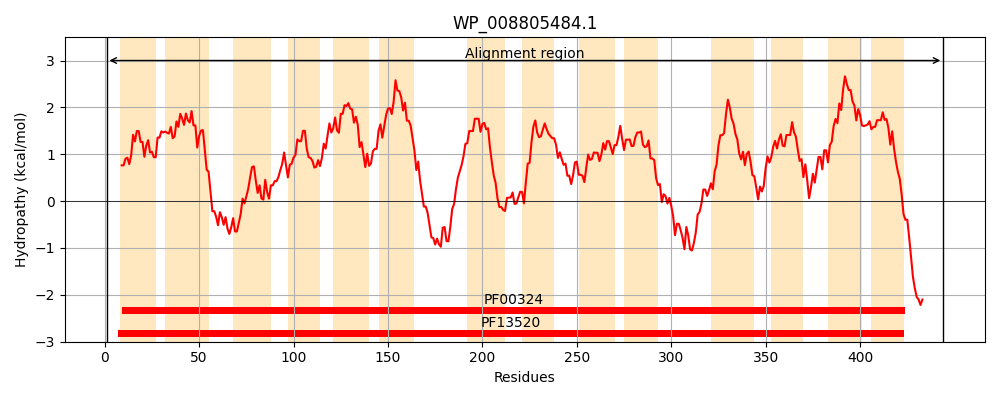 WP_008805484.1
Alignment region
Hydropathy (kcal/mol)
3
2
1
0
−1
−2
−3
PF00324
PF13520
0 50 100 150 200 250 300 350 400
Residues